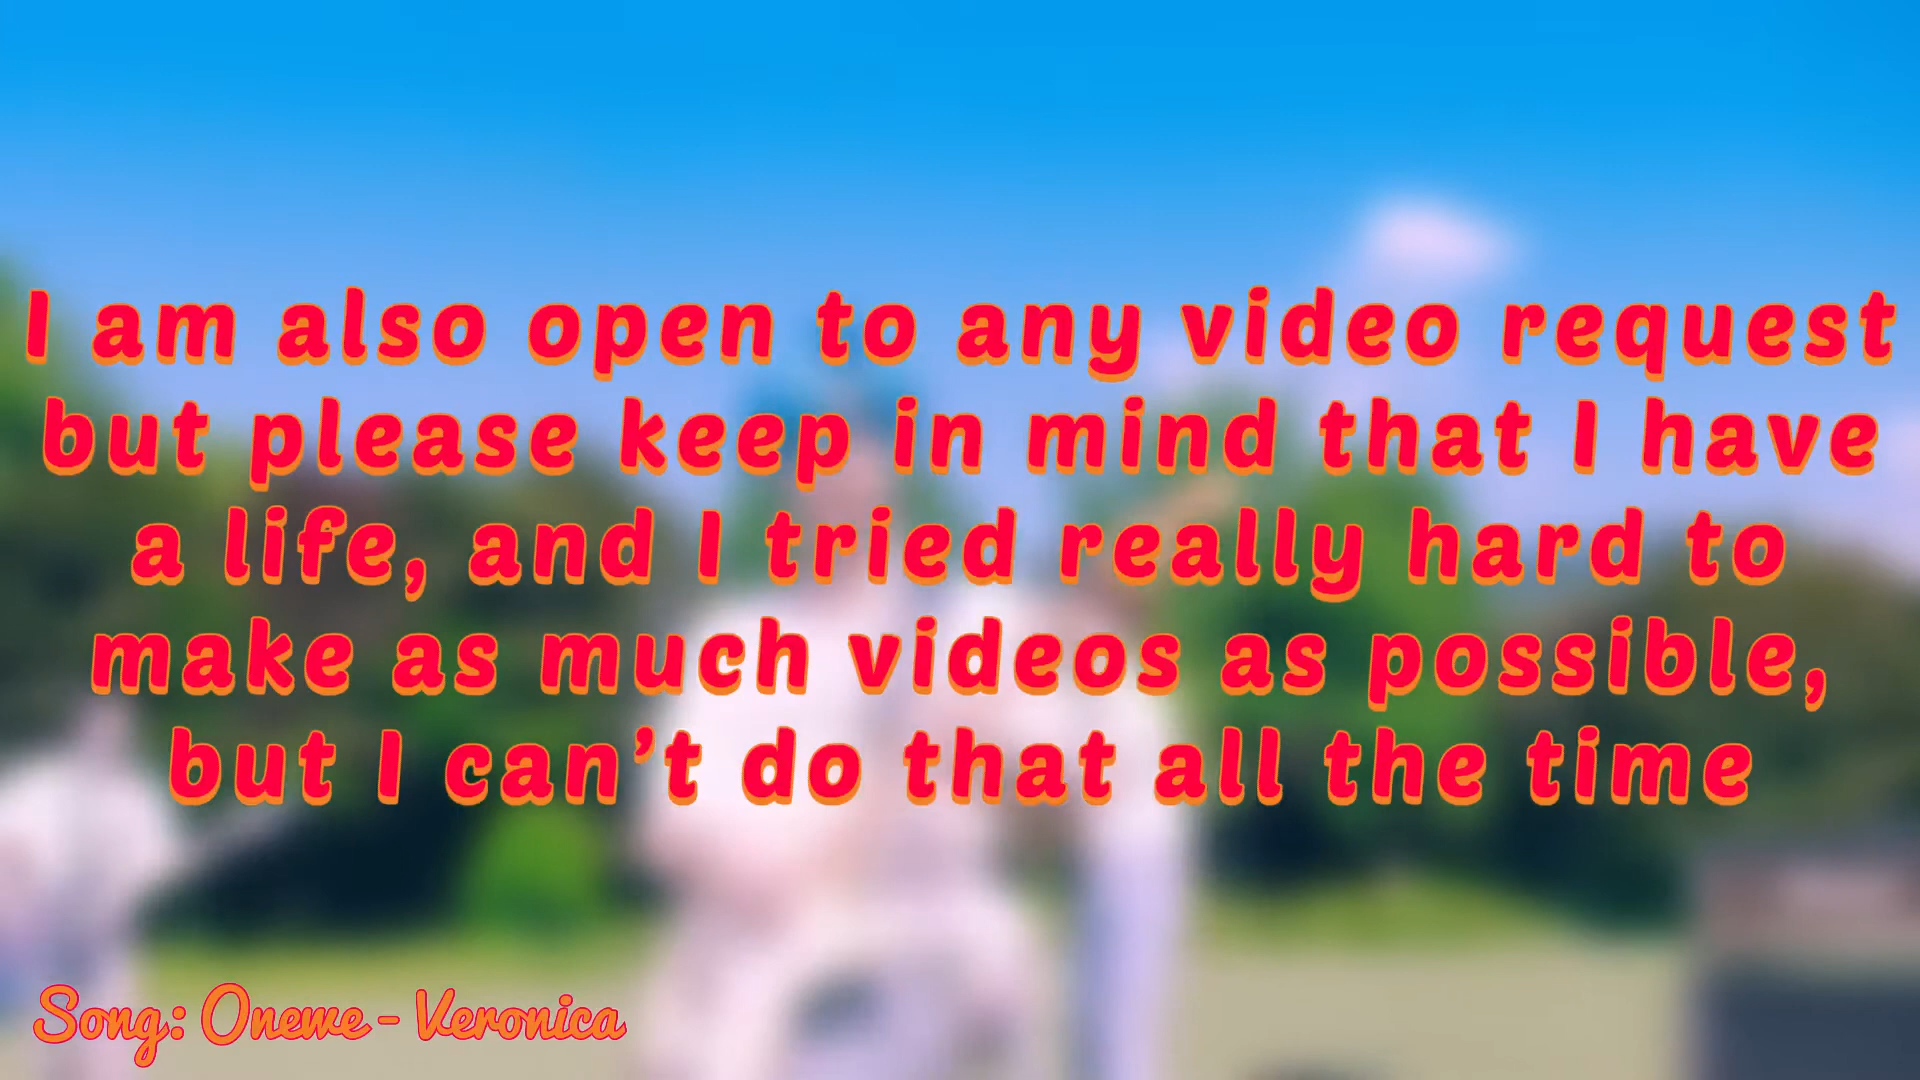 I am also open to any video request
but please keep in mind that I have
a life, and I tried really hard to
make as much videos as possible,
but I can’t do that all the time
Song: Onewe - Veronica